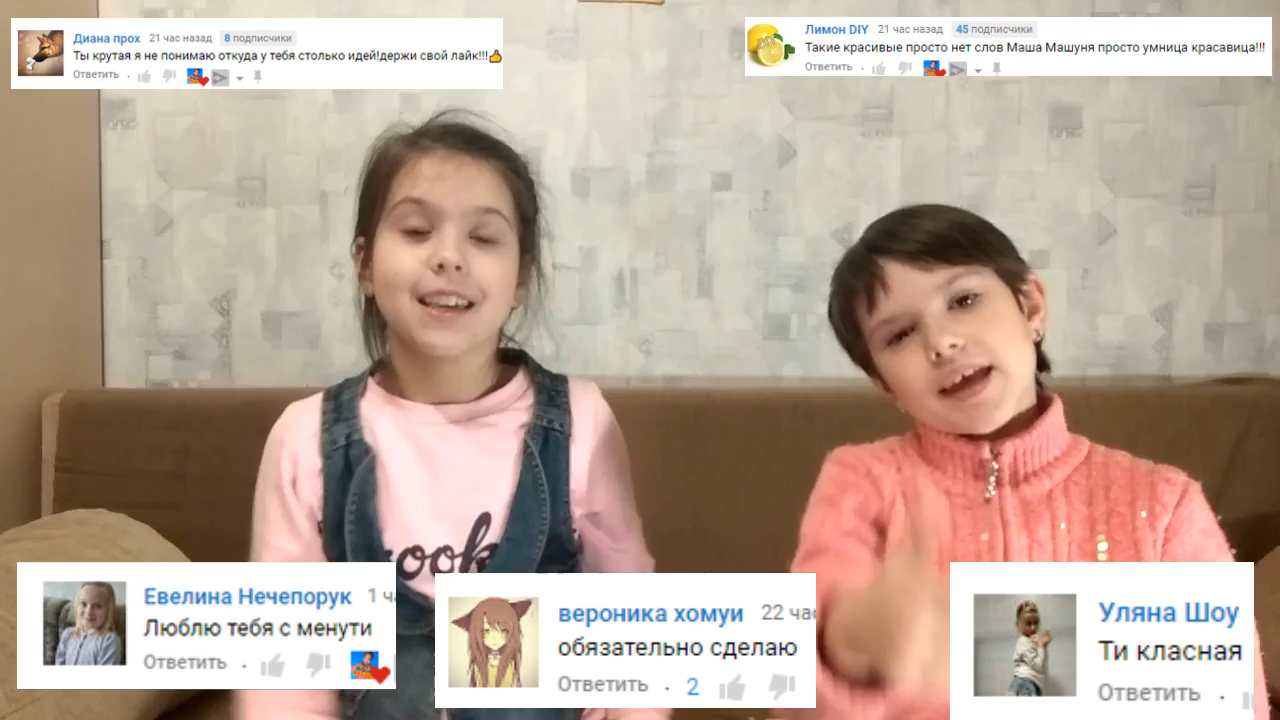 Диана прох 21 час назад 8 подписчики
Ты крутая я не понимаю откуда у тебя столько идей!держи свой лайк!!!👍
Ответить
Лимон DIY 21 час назад 45 подписчики
Такие красивые просто нет слов Маша Машуня просто умница красавица!!!
Ответить
ook
Евелина Нечепорук 1 ч
Люблю тебя с менути
Ответить
вероника хомуи 22 час
обязательно сделаю
Ответить 2
Уляна Шоу
Ти класная
Ответить